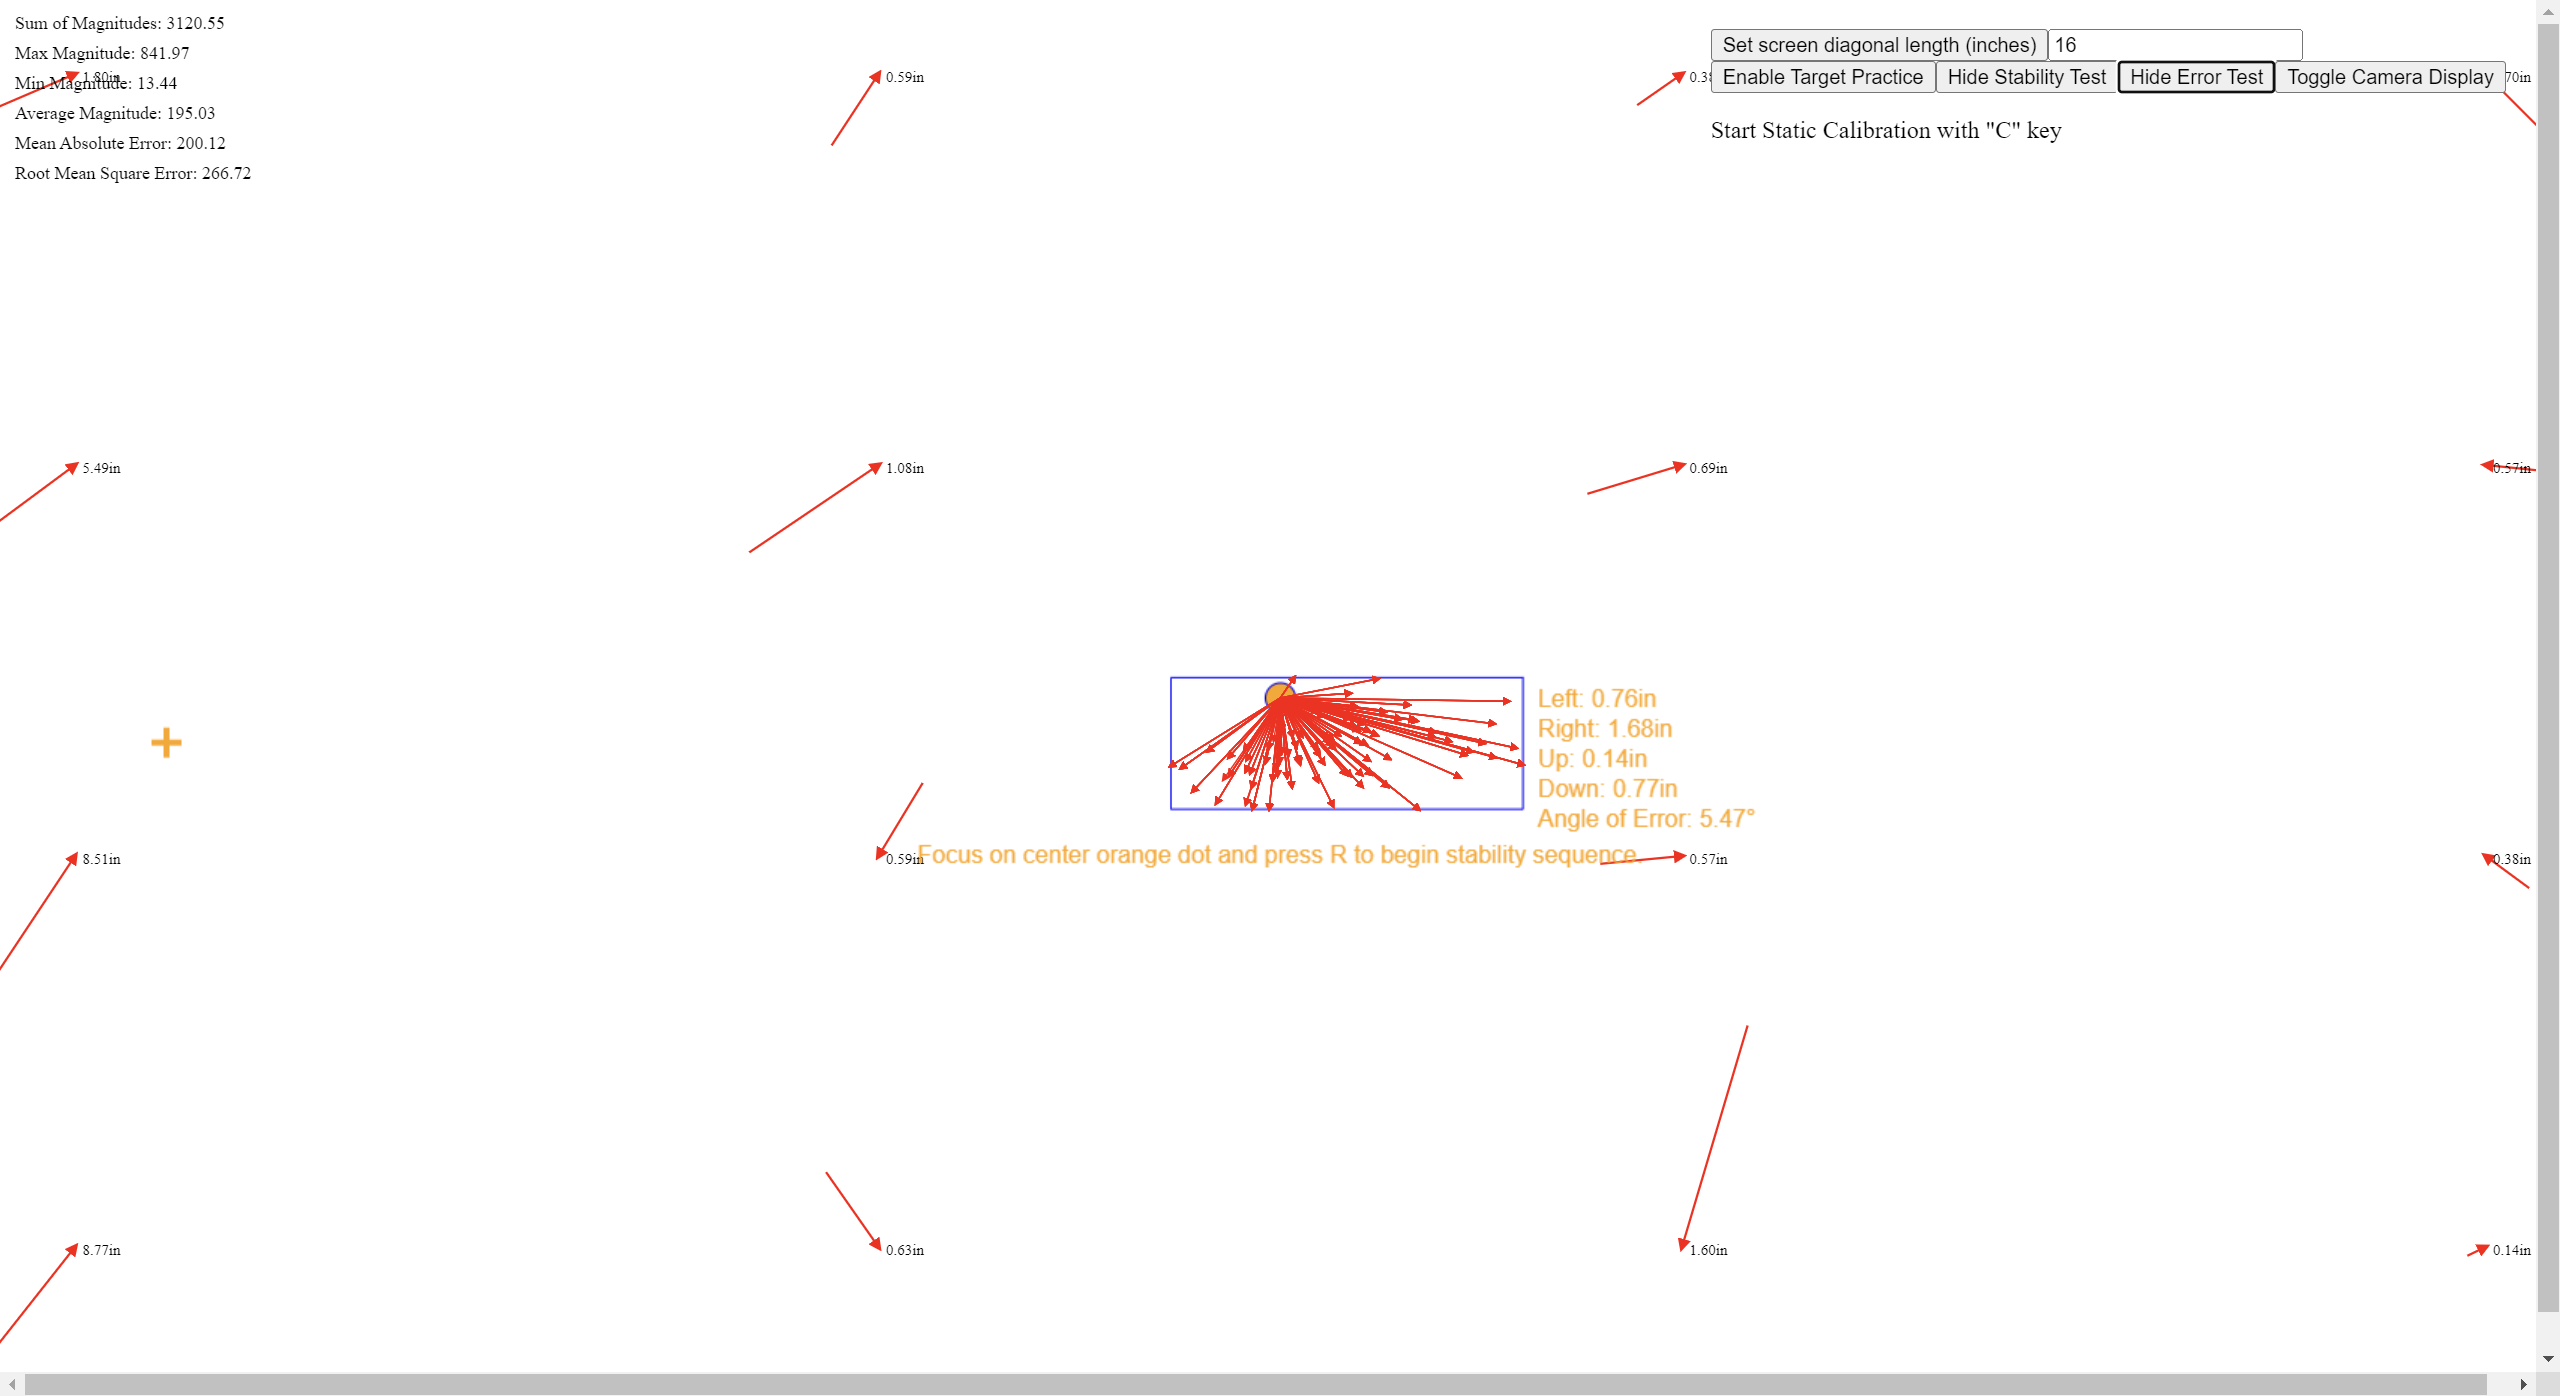 Sum of Magnitudes: 3120.55
Max Magnitude: 841.97
Min Magnitude: 13.44
Average Magnitude: 195.03
Mean Absolute Error: 200.12
Root Mean Square Error: 266.72
Set screen diagonal length (inches) 16
Enable Target Practice Hide Stability Test Hide Error Test Toggle Camera Display
Start Static Calibration with "C" key
1.80in 0.59in 0.38 70in
5.49in 1.08in 0.69in 0.57in
Left: 0.76in
Right: 1.68in
Up: 0.14in
Down: 0.77in
Angle of Error: 5.47°
Focus on center orange dot and press R to begin stability sequence.
8.51in 0.59in 0.57in 0.38in
8.77in 0.63in 1.60in 0.14in